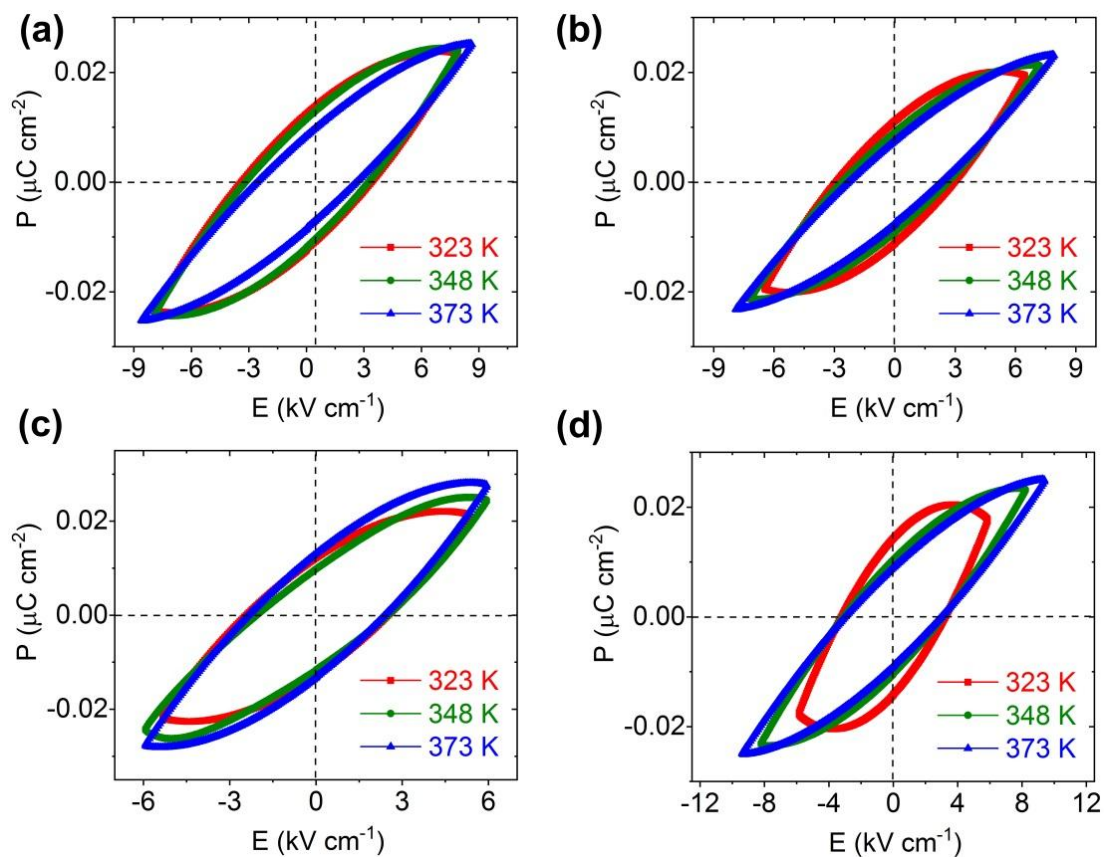 (a)
P (μC cm⁻²)
0.02
0.00
-0.02
323 K
348 K
373 K
-9 -6 -3 0 3 6 9
E (kV cm⁻¹)
(b)
P (μC cm⁻²)
0.02
0.00
-0.02
323 K
348 K
373 K
-9 -6 -3 0 3 6 9
E (kV cm⁻¹)
(c)
P (μC cm⁻²)
0.02
0.00
-0.02
323 K
348 K
373 K
-6 -3 0 3 6
E (kV cm⁻¹)
(d)
P (μC cm⁻²)
0.02
0.00
-0.02
323 K
348 K
373 K
-12 -8 -4 0 4 8 12
E (kV cm⁻¹)